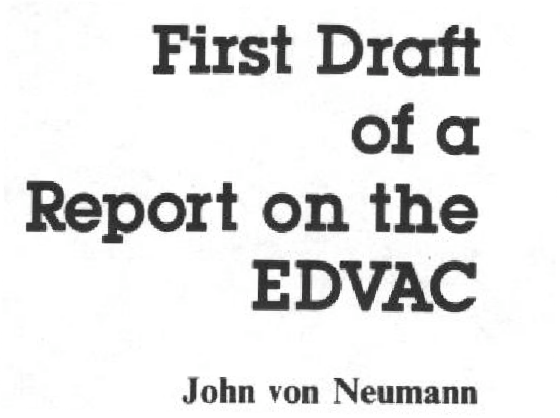 First Draft
of a
Report on the
EDVAC
John von Neumann